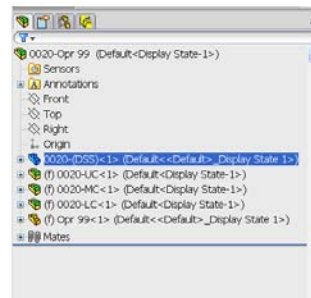 0020-Opr 99 (Default<Display State-1>)
Sensors
Annotations
Front
Top
Right
Origin
0020-(DSS)<1> (Default<<Default>_Display State 1>)
(f) 0020-UC<1> (Default<Display State-1>)
(f) 0020-MC<1> (Default<Display State-1>)
(f) 0020-LC<1> (Default<Display State-1>)
(f) Opr 99<1> (Default<<Default>_Display State 1>)
Mates